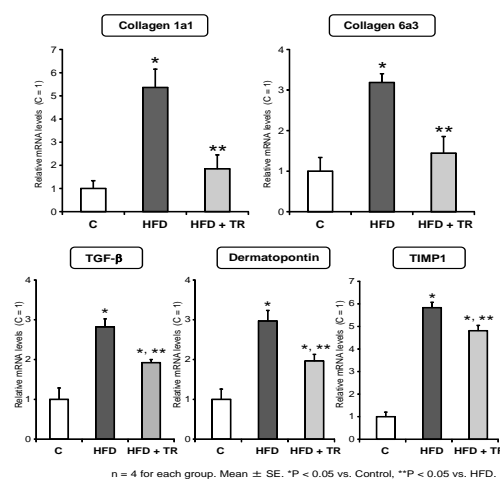 Collagen 1a1
Relative mRNA levels (C = 1)
7
6
5
4
3
2
1
0
*
**
C HFD HFD + TR
Collagen 6a3
Relative mRNA levels (C = 1)
4
3
2
1
0
*
**
C HFD HFD + TR
TGF-β
Relative mRNA levels (C = 1)
4
3
2
1
0
*
*, **
C HFD HFD + TR
Dermatopontin
Relative mRNA levels (C = 1)
4
3
2
1
0
*
*, **
C HFD HFD + TR
TIMP1
Relative mRNA levels (C = 1)
7
6
5
4
3
2
1
0
*
*, **
C HFD HFD + TR
n = 4 for each group. Mean ± SE. *P < 0.05 vs. Control, **P < 0.05 vs. HFD.